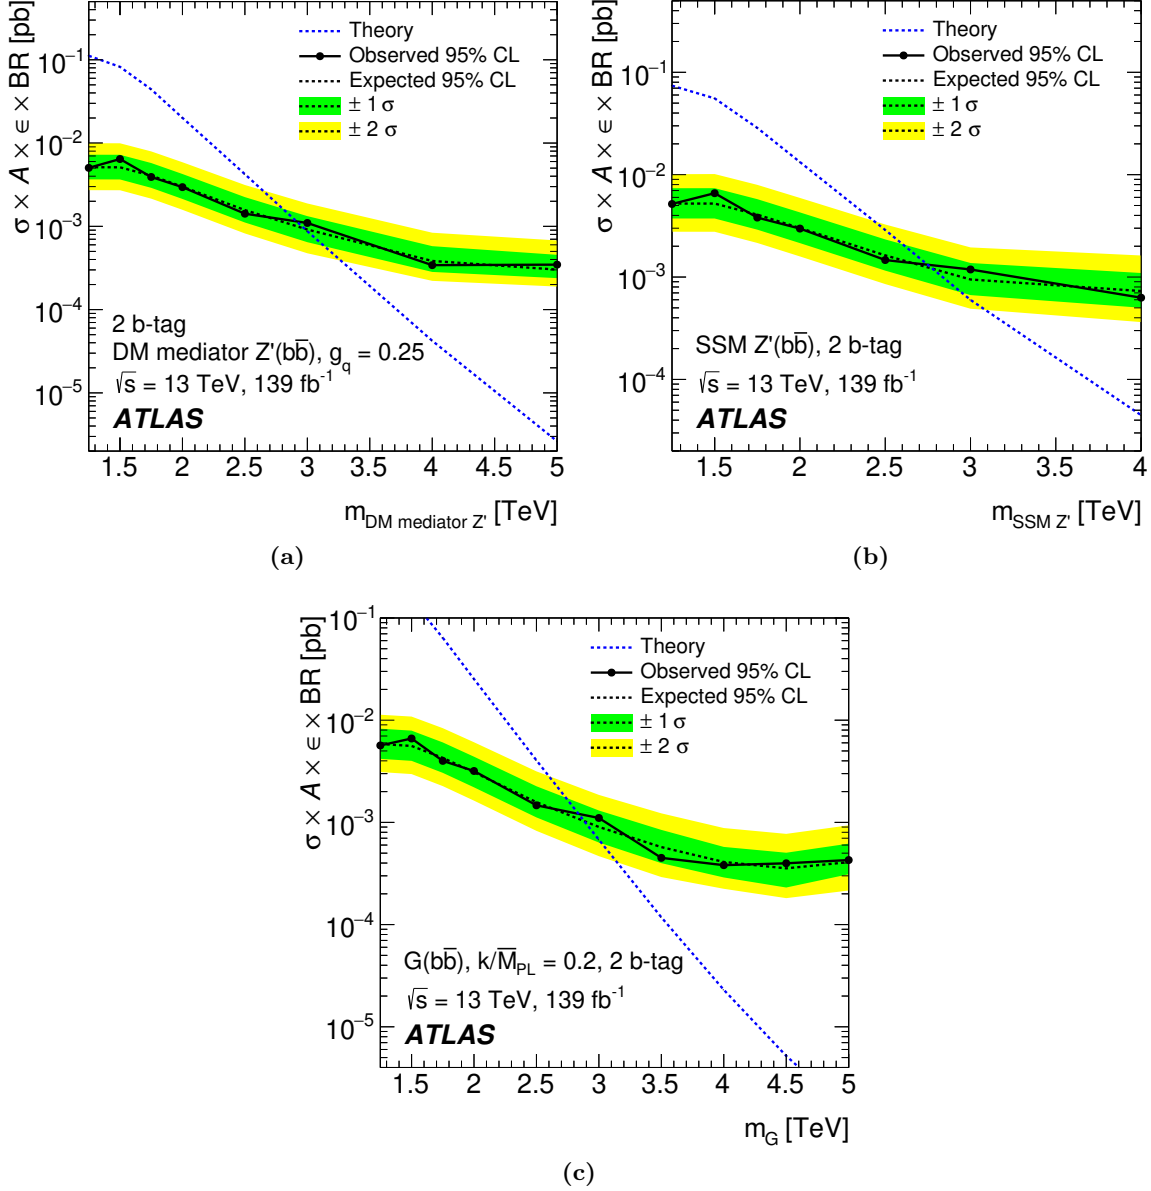 σ × A × ϵ × BR [pb]
10⁻¹
10⁻²
10⁻³
10⁻⁴
10⁻⁵
Theory
Observed 95% CL
Expected 95% CL
± 1 σ
± 2 σ
2 b-tag
DM mediator Z'(bb̅), g_q = 0.25
√s = 13 TeV, 139 fb⁻¹
ATLAS
1.5 2 2.5 3 3.5 4 4.5 5
m_DM mediator Z' [TeV]
(a)
σ × A × ϵ × BR [pb]
10⁻¹
10⁻²
10⁻³
10⁻⁴
Theory
Observed 95% CL
Expected 95% CL
± 1 σ
± 2 σ
SSM Z'(bb̅), 2 b-tag
√s = 13 TeV, 139 fb⁻¹
ATLAS
1.5 2 2.5 3 3.5 4
m_SSM Z' [TeV]
(b)
σ × A × ϵ × BR [pb]
10⁻¹
10⁻²
10⁻³
10⁻⁴
10⁻⁵
Theory
Observed 95% CL
Expected 95% CL
± 1 σ
± 2 σ
G(bb̅), k/M̅_PL = 0.2, 2 b-tag
√s = 13 TeV, 139 fb⁻¹
ATLAS
1.5 2 2.5 3 3.5 4 4.5 5
m_G [TeV]
(c)